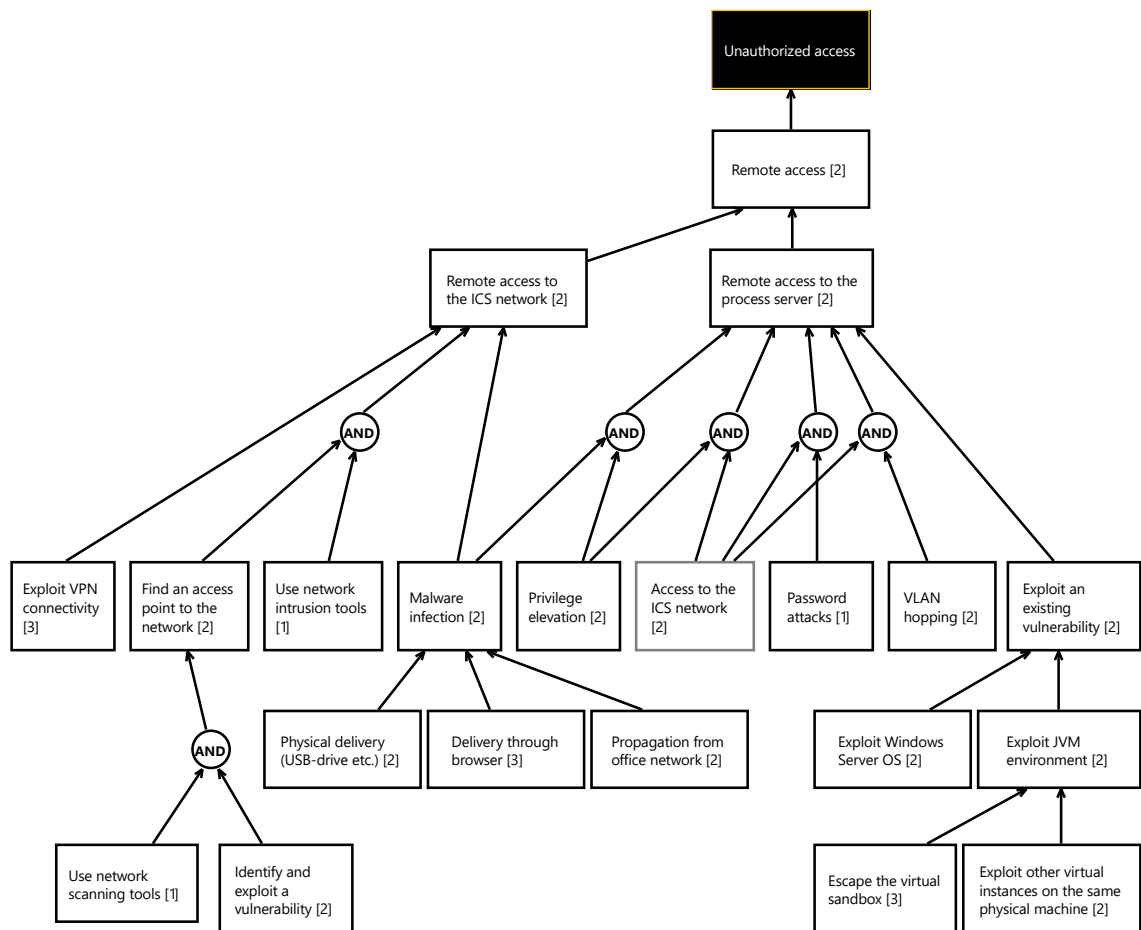 Unauthorized access
Remote access [2]
Remote access to
the ICS network [2]
Remote access to the
process server [2]
AND
AND
AND
AND
AND
Exploit VPN
connectivity
[3]
Find an access
point to the
network [2]
Use network
intrusion tools
[1]
Malware
infection [2]
Privilege
elevation [2]
Access to the
ICS network
[2]
Password
attacks [1]
VLAN
hopping [2]
Exploit an
existing
vulnerability [2]
AND
Physical delivery
(USB-drive etc.) [2]
Delivery through
browser [3]
Propagation from
office network [2]
Exploit Windows
Server OS [2]
Exploit JVM
environment [2]
Use network
scanning tools [1]
Identify and
exploit a
vulnerability [2]
Escape the virtual
sandbox [3]
Exploit other virtual
instances on the same
physical machine [2]